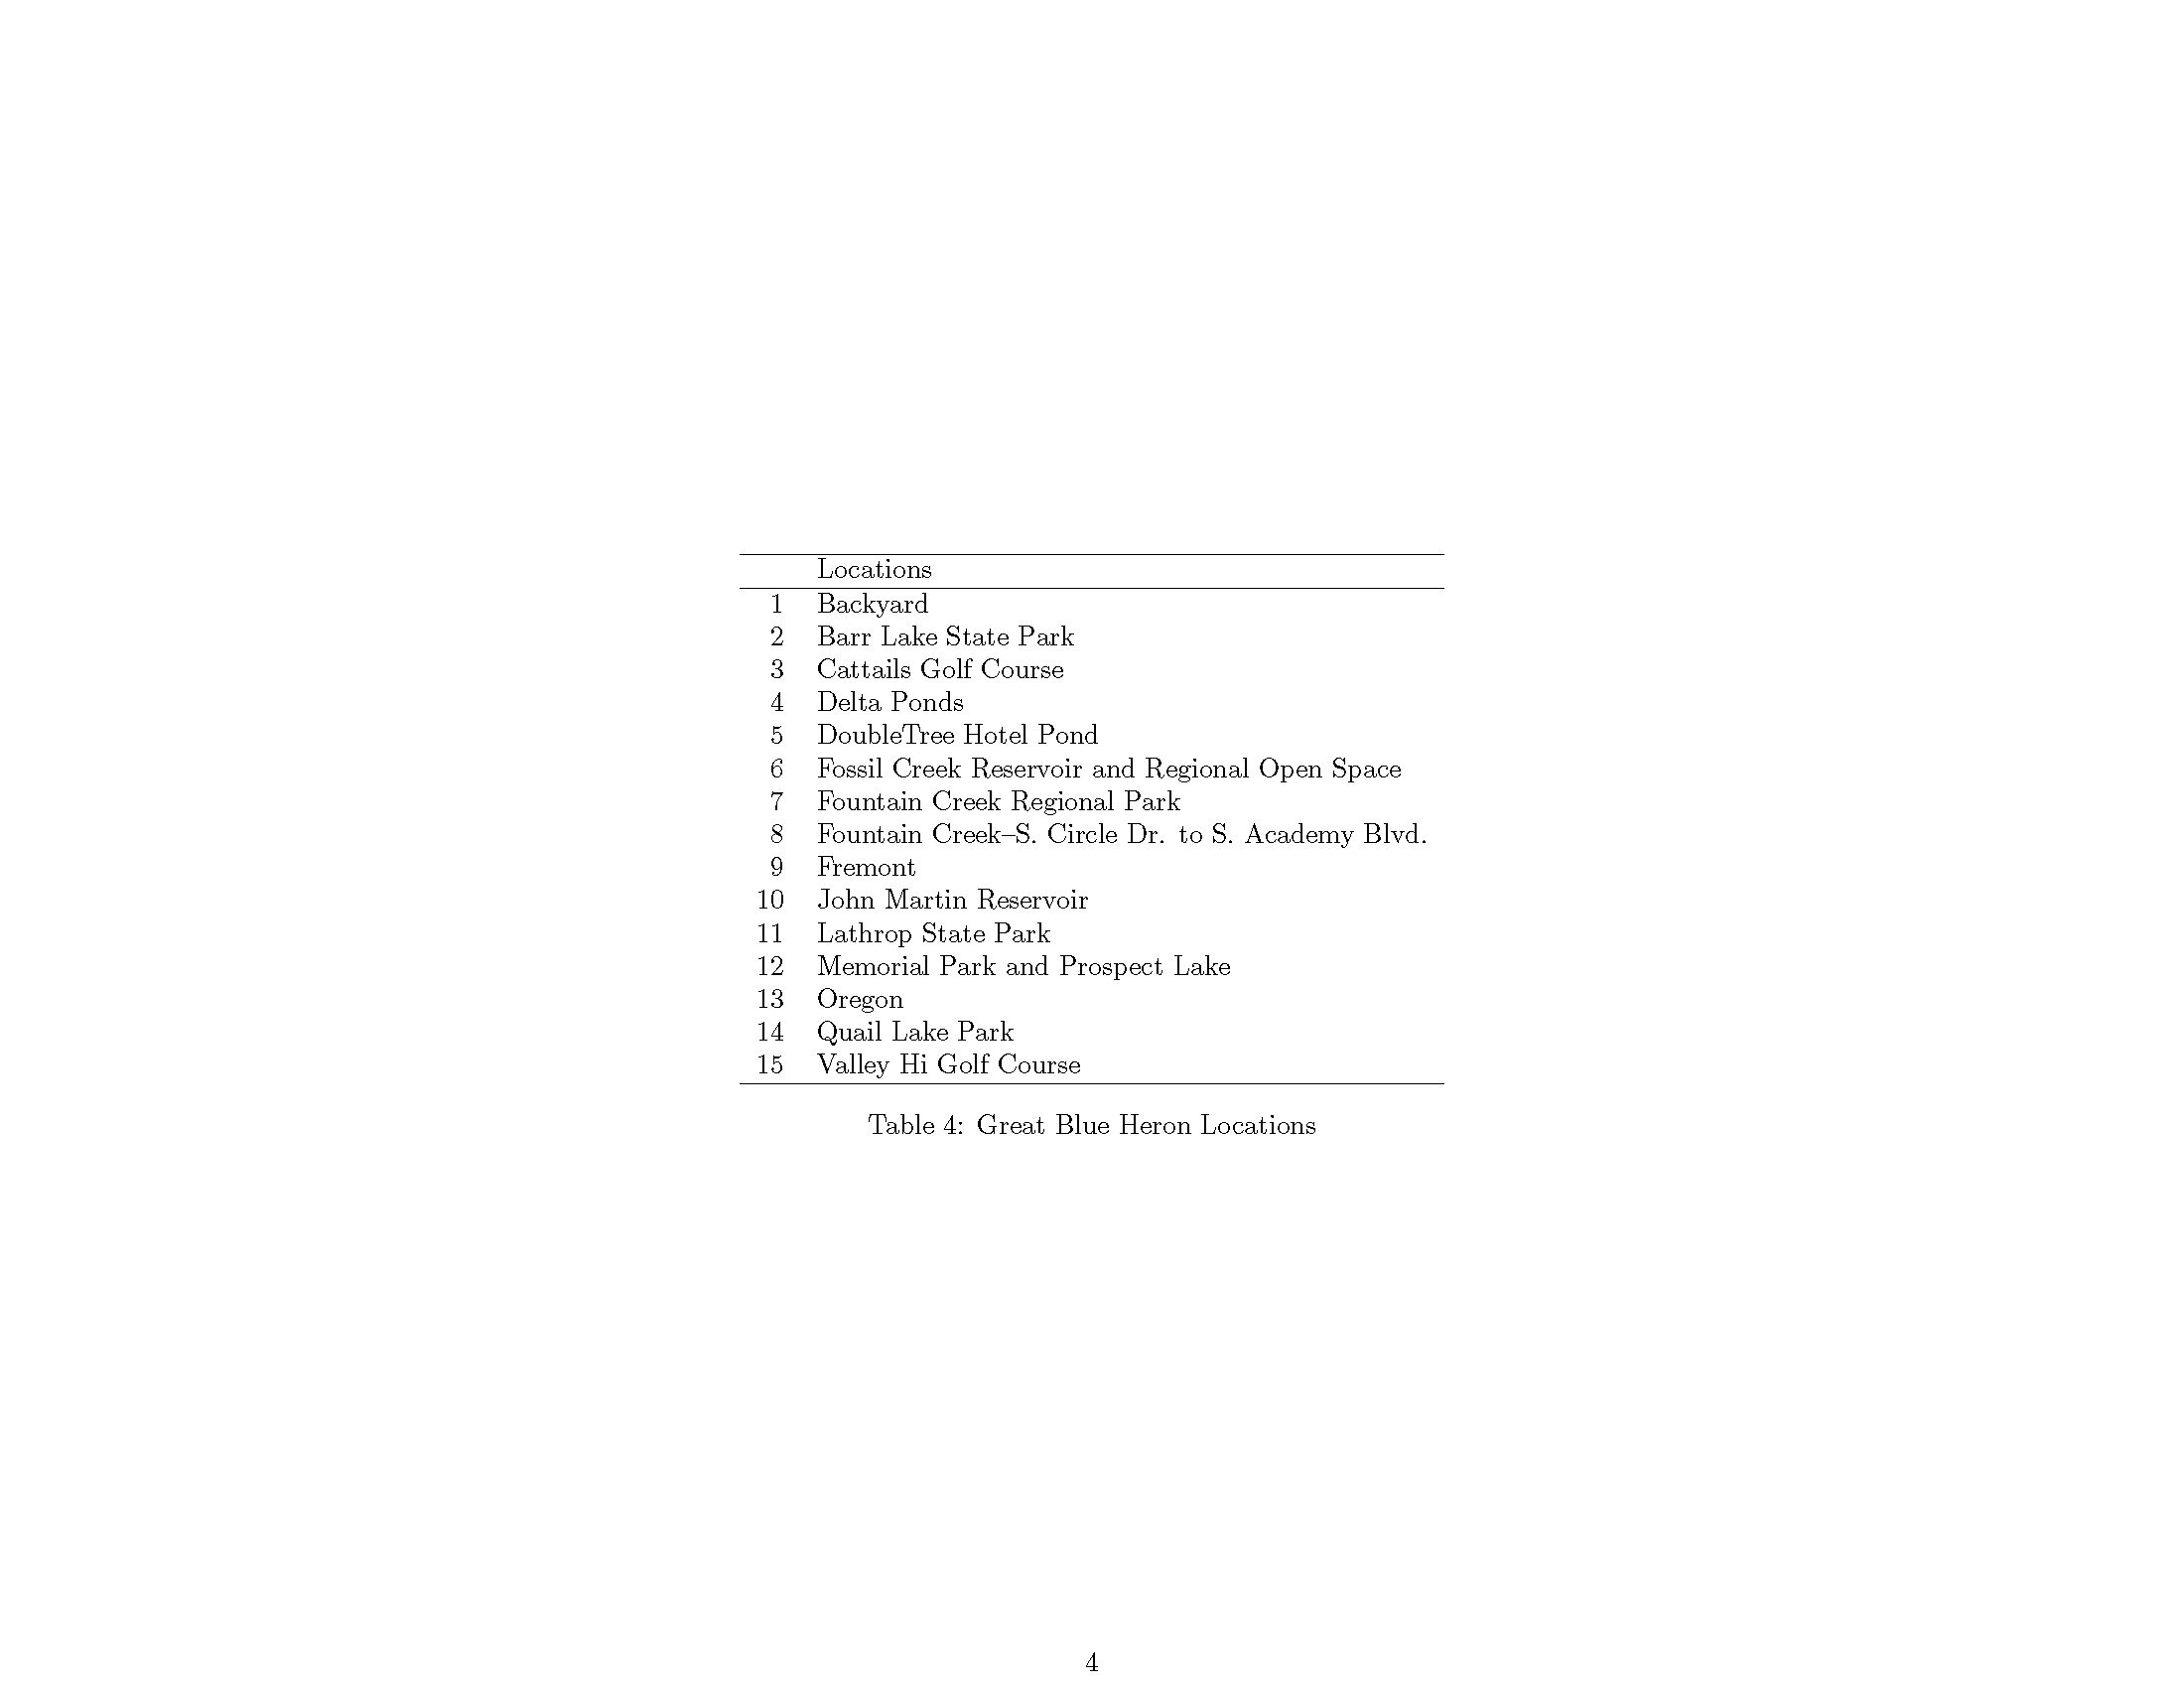 Locations
1 Backyard
2 Barr Lake State Park
3 Cattails Golf Course
4 Delta Ponds
5 DoubleTree Hotel Pond
6 Fossil Creek Reservoir and Regional Open Space
7 Fountain Creek Regional Park
8 Fountain Creek–S. Circle Dr. to S. Academy Blvd.
9 Fremont
10 John Martin Reservoir
11 Lathrop State Park
12 Memorial Park and Prospect Lake
13 Oregon
14 Quail Lake Park
15 Valley Hi Golf Course
Table 4: Great Blue Heron Locations
4